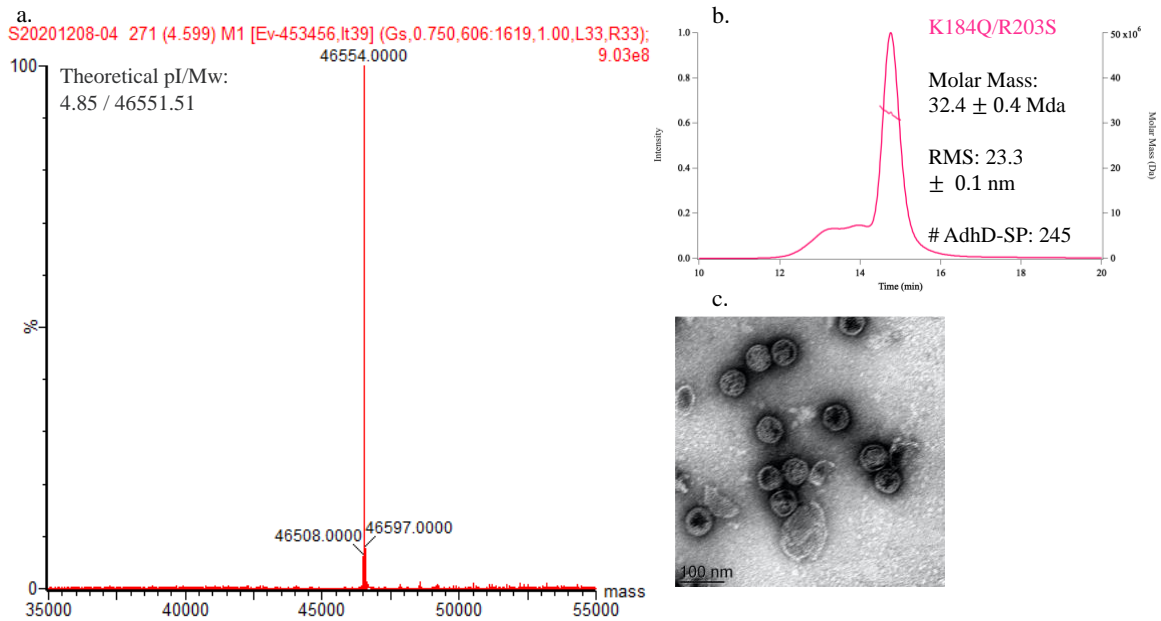 a.
S20201208-04 271 (4.599) M1 [Ev-453456,It39] (Gs,0.750,606:1619,1.00,L33,R33);
9.03e8
46554.0000
100
Theoretical pI/Mw:
4.85 / 46551.51
%
46508.0000
46597.0000
0
mass
35000
40000
45000
50000
55000
b.
K184Q/R203S
1.0
50 x10⁶
0.8
40
Molar Mass:
32.4 ± 0.4 Mda
0.6
30
Intensity
Molar Mass (Da)
0.4
20
RMS: 23.3
± 0.1 nm
0.2
10
# AdhD-SP: 245
0.0
0
10
12
14
16
18
20
Time (min)
c.
100 nm